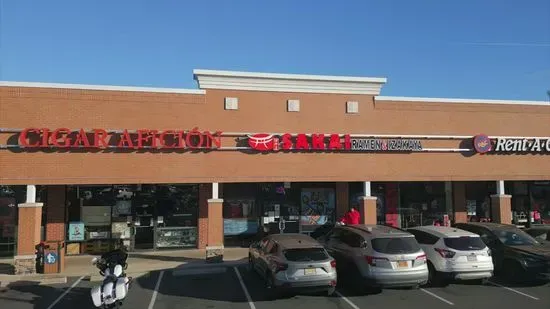 CIGAR AFICIÓN
SAKAI RAMEN & IZAKAYA
Rent-A-C